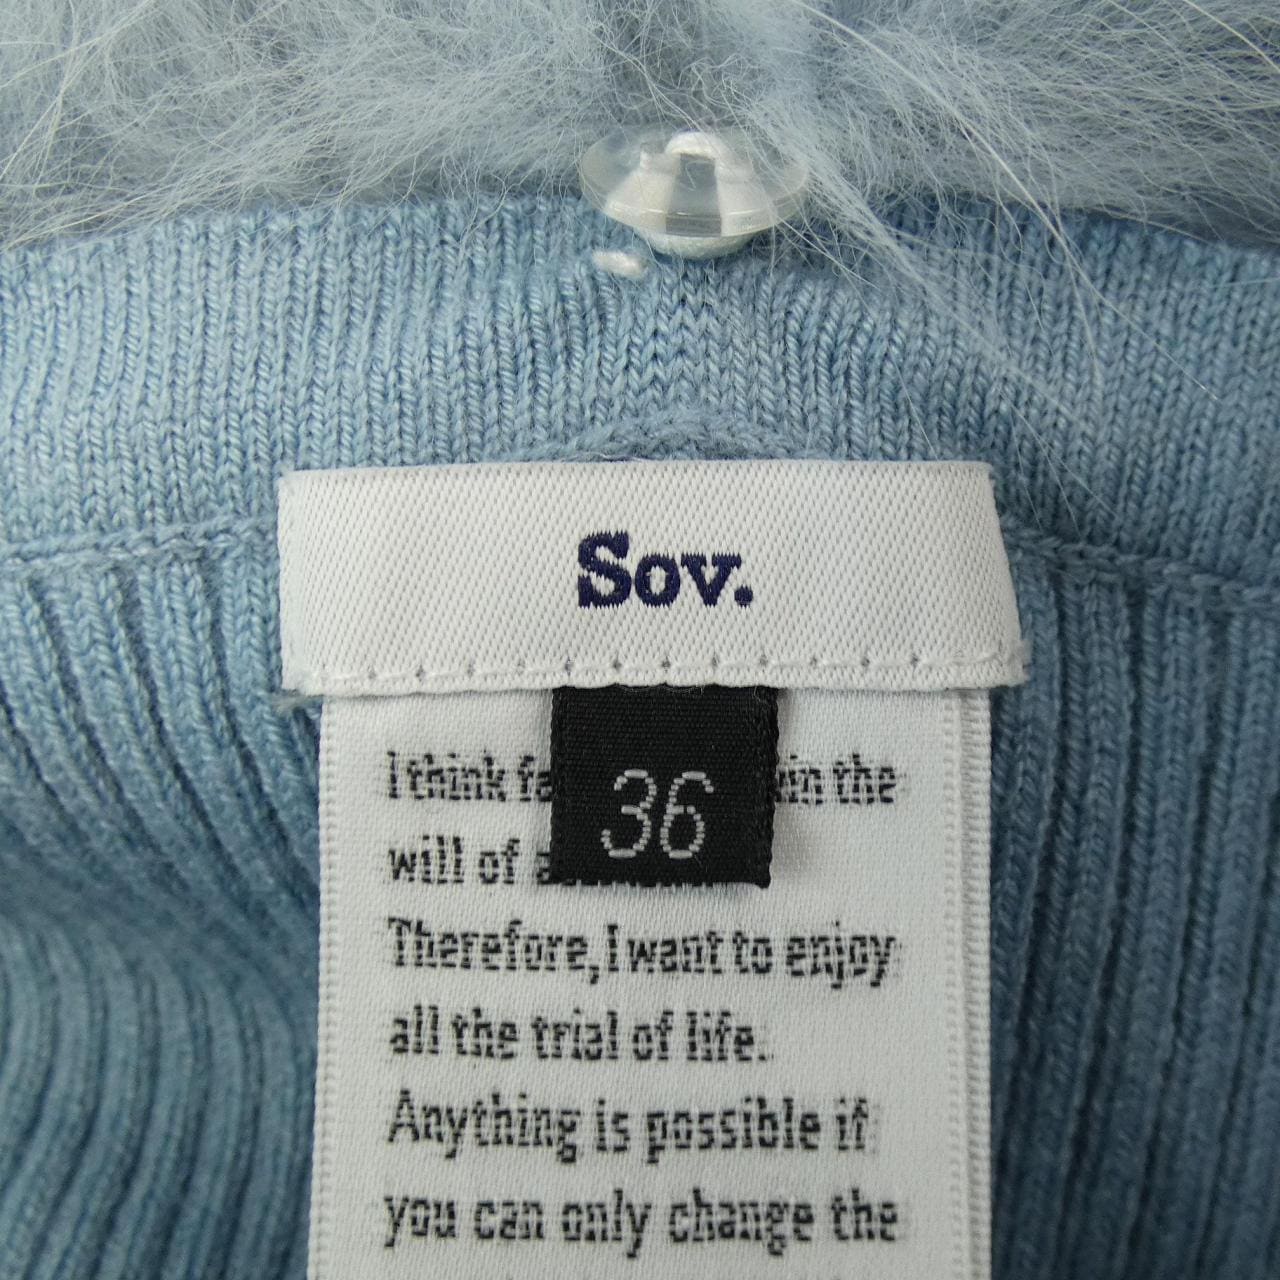 Sov.
36
I think in the
will of
Therefore, I want to enjoy
all the trial of life.
Anything is possible if
you can only change the